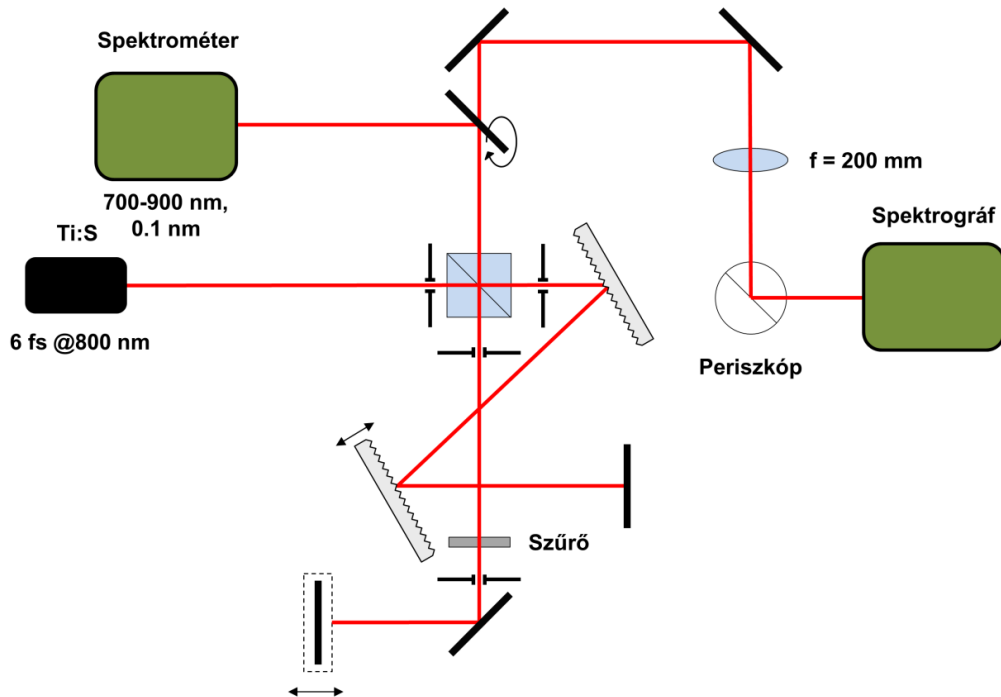 Spektrométer
700-900 nm,
0.1 nm
Ti:S
6 fs @800 nm
f = 200 mm
Spektrográf
Periszkóp
Szűrő